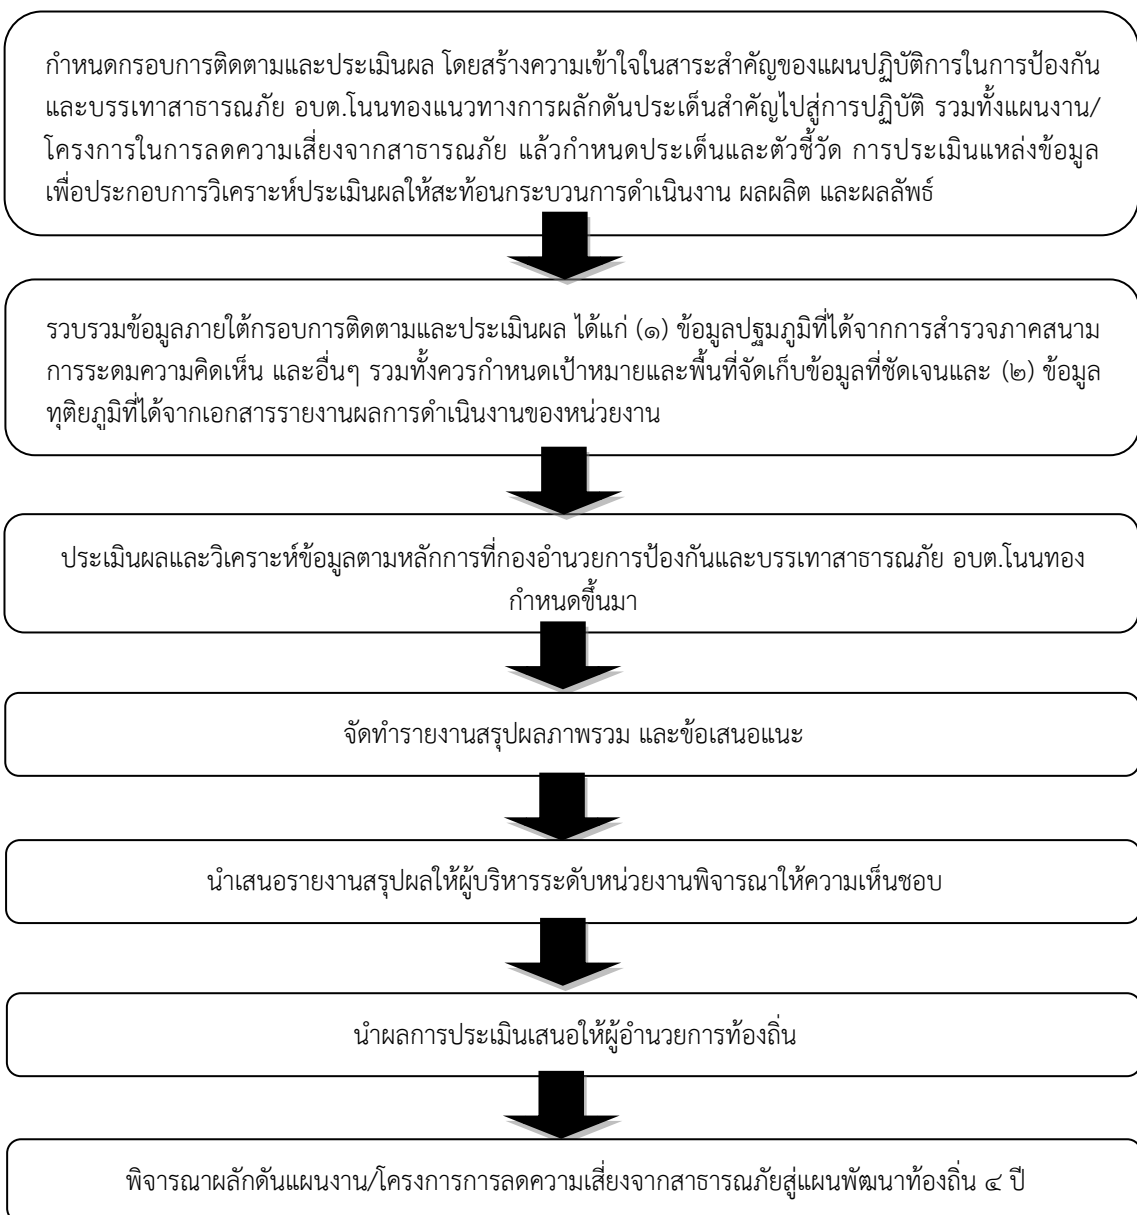 กำหนดกรอบการติดตามและประเมินผล โดยสร้างความเข้าใจในสาระสำคัญของแผนปฏิบัติการในการป้องกัน
และบรรเทาสาธารณภัย อบต.โนนทองแนวทางการผลักดันประเด็นสำคัญไปสู่การปฏิบัติ รวมทั้งแผนงาน/
โครงการในการลดความเสี่ยงจากสาธารณภัย แล้วกำหนดประเด็นและตัวชี้วัด การประเมินแหล่งข้อมูล
เพื่อประกอบการวิเคราะห์ประเมินผลให้สะท้อนกระบวนการดำเนินงาน ผลผลิต และผลลัพธ์
รวบรวมข้อมูลภายใต้กรอบการติดตามและประเมินผล ได้แก่ (๑) ข้อมูลปฐมภูมิที่ได้จากการสำรวจภาคสนาม
การระดมความคิดเห็น และอื่นๆ รวมทั้งควรกำหนดเป้าหมายและพื้นที่จัดเก็บข้อมูลที่ชัดเจนและ (๒) ข้อมูล
ทุติยภูมิที่ได้จากเอกสารรายงานผลการดำเนินงานของหน่วยงาน
ประเมินผลและวิเคราะห์ข้อมูลตามหลักการที่กองอำนวยการป้องกันและบรรเทาสาธารณภัย อบต.โนนทอง
กำหนดขึ้นมา
จัดทำรายงานสรุปผลภาพรวม และข้อเสนอแนะ
นำเสนอรายงานสรุปผลให้ผู้บริหารระดับหน่วยงานพิจารณาให้ความเห็นชอบ
นำผลการประเมินเสนอให้ผู้อำนวยการท้องถิ่น
พิจารณาผลักดันแผนงาน/โครงการการลดความเสี่ยงจากสาธารณภัยสู่แผนพัฒนาท้องถิ่น ๔ ปี